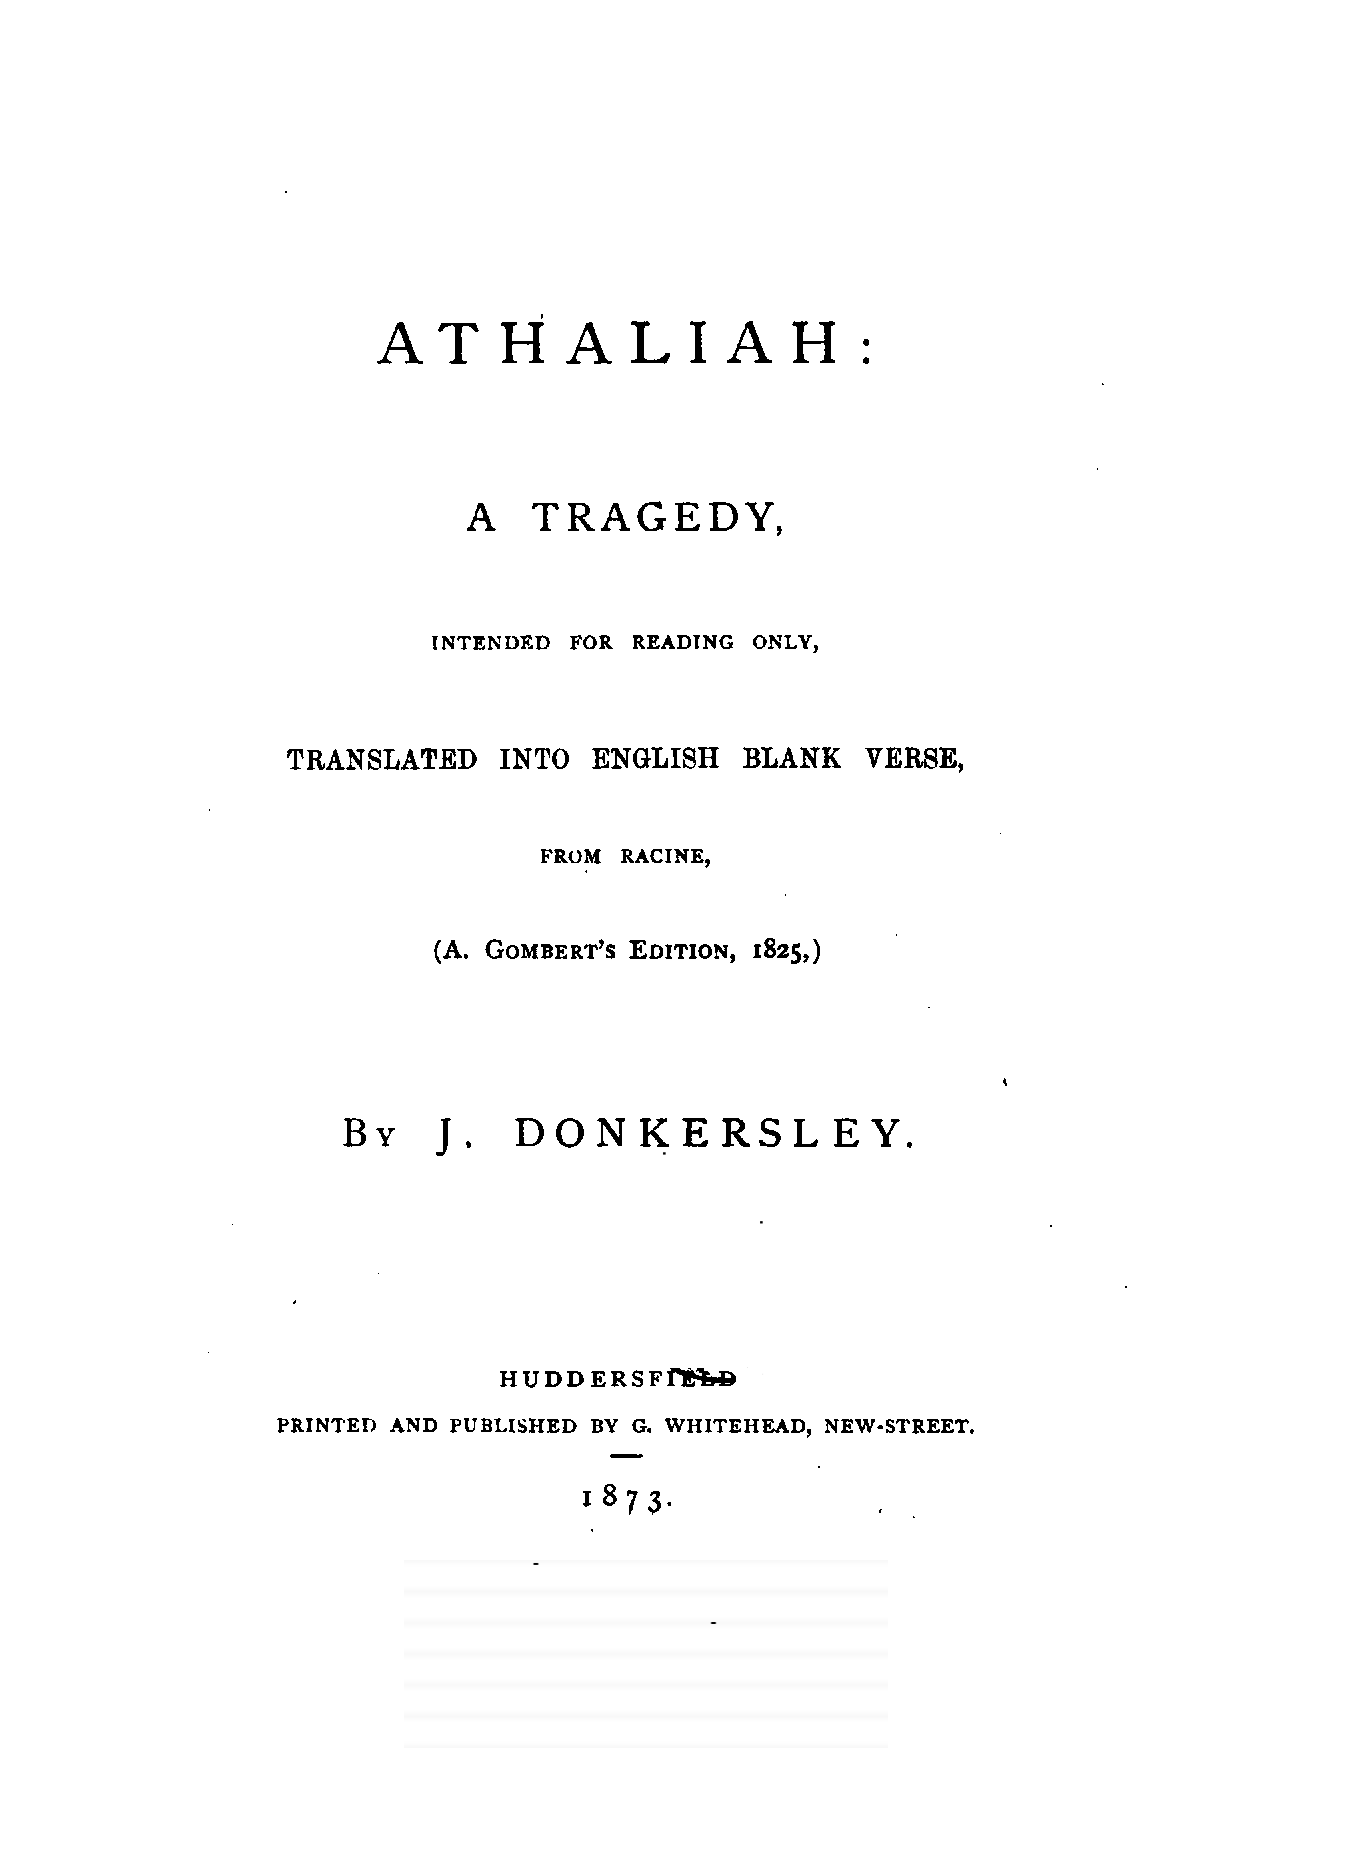 ATHALIAH:
A TRAGEDY,
INTENDED FOR READING ONLY,
TRANSLATED INTO ENGLISH BLANK VERSE,
FROM RACINE,
(A. GOMBERT'S EDITION, 1825,)
BY J. DONKERSLEY.
HUDDERSFIELD
PRINTED AND PUBLISHED BY G. WHITEHEAD, NEW-STREET.
1873.